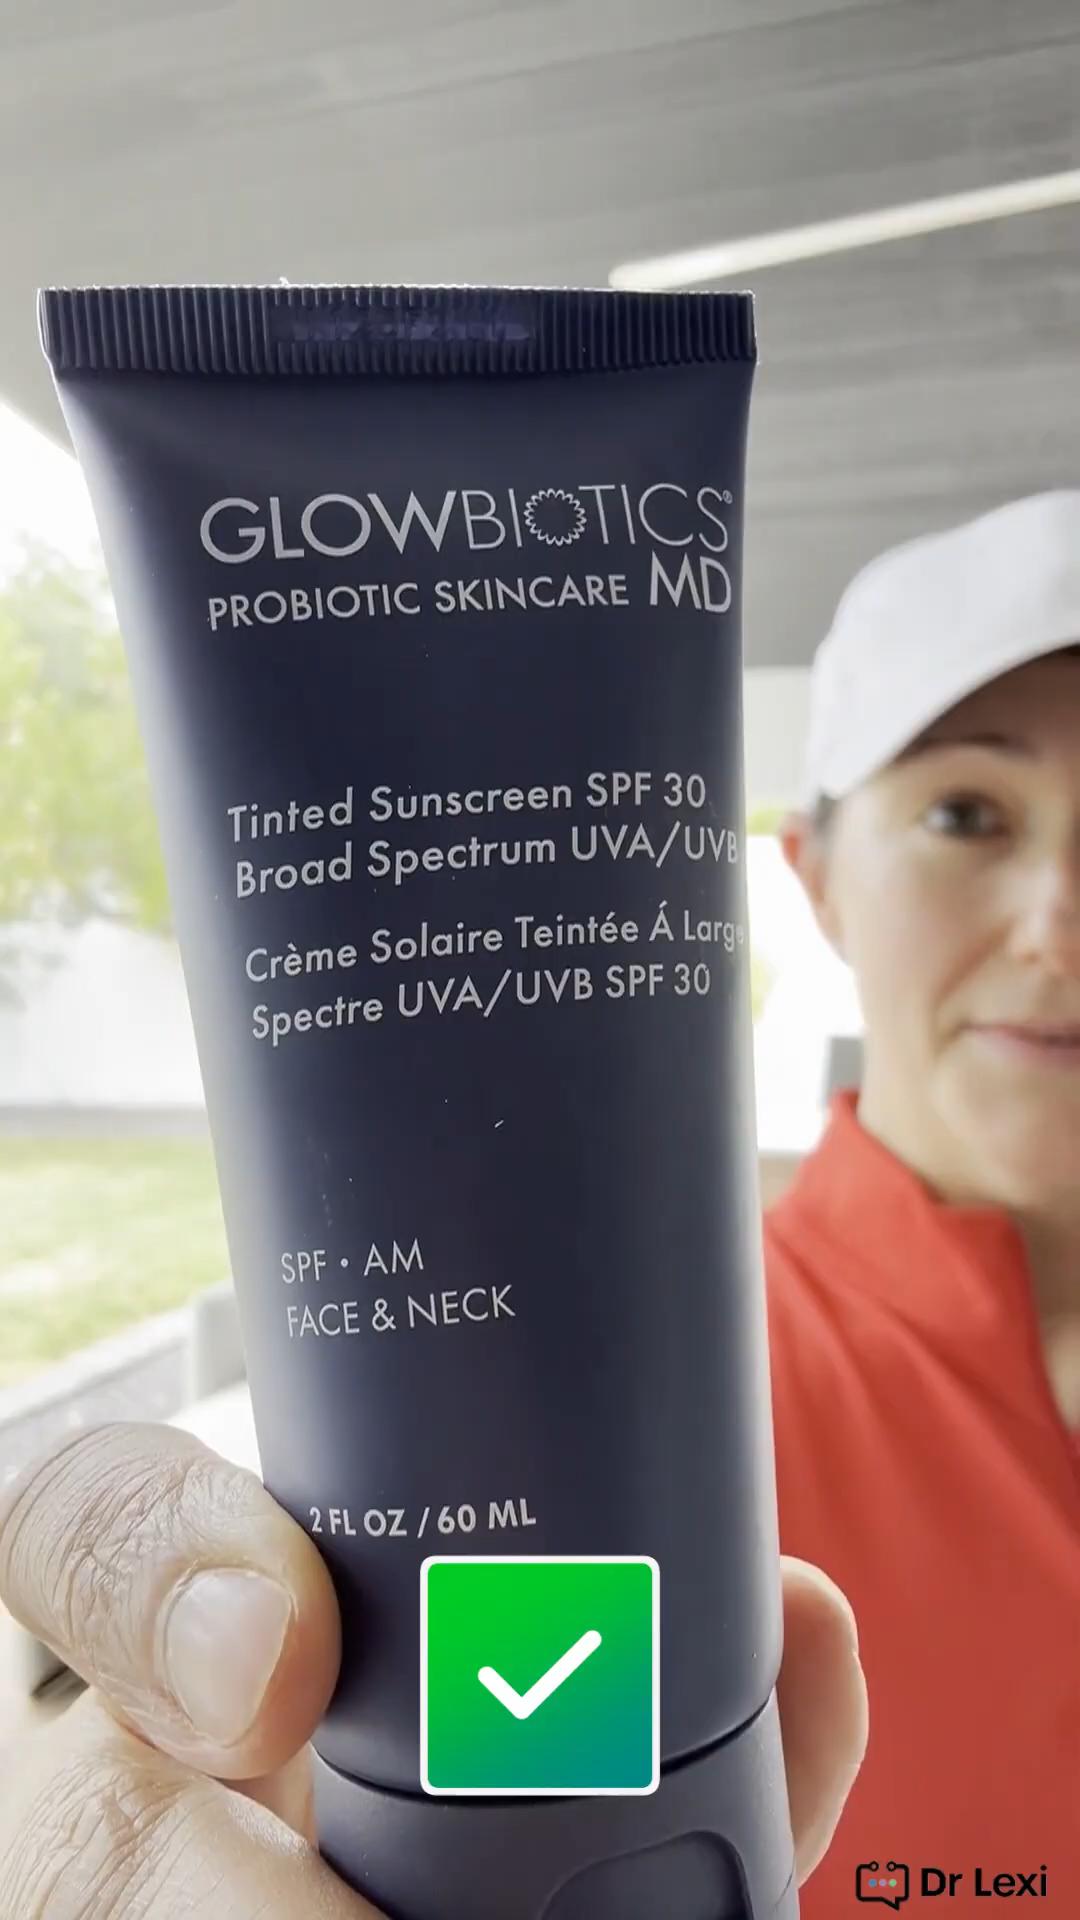 GLOWBIOTICS®
PROBIOTIC SKINCARE MD
Tinted Sunscreen SPF 30
Broad Spectrum UVA/UVB
Crème Solaire Teintée Á Large
Spectre UVA/UVB SPF 30
SPF • AM
FACE & NECK
2 FL OZ / 60 ML
Dr Lexi